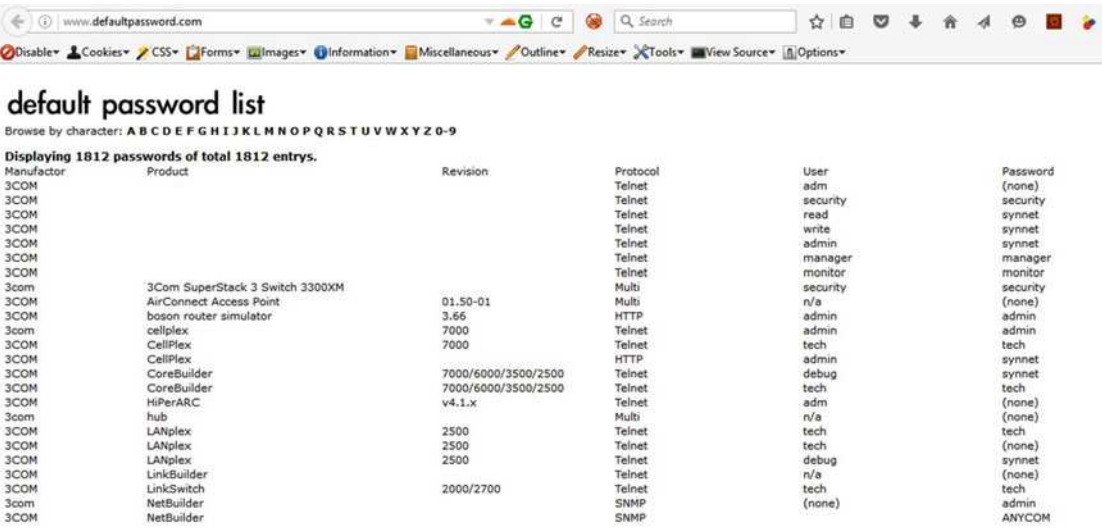 www.defaultpassword.com
Search
Disable Cookies CSS Forms Images Information Miscellaneous Outline Resize Tools View Source Options
default password list
Browse by character: A B C D E F G H I J K L M N O P Q R S T U V W X Y Z 0-9
Displaying 1812 passwords of total 1812 entrys.
Manufactor Product Revision Protocol User Password
3COM Telnet adm (none)
3COM Telnet security security
3COM Telnet read synnet
3COM Telnet write synnet
3COM Telnet admin synnet
3COM Telnet manager manager
3COM Telnet monitor monitor
3com 3Com SuperStack 3 Switch 3300XM Multi security security
3COM AirConnect Access Point 01.50-01 Multi n/a (none)
3COM boson router simulator 3.66 HTTP admin admin
3com cellplex 7000 Telnet admin admin
3COM CellPlex 7000 Telnet tech tech
3COM CellPlex HTTP admin synnet
3COM CoreBuilder 7000/6000/3500/2500 Telnet debug synnet
3COM CoreBuilder 7000/6000/3500/2500 Telnet tech tech
3COM HiPerARC v4.1.x Telnet adm (none)
3com hub Multi n/a (none)
3COM LANplex 2500 Telnet tech tech
3COM LANplex 2500 Telnet tech (none)
3COM LANplex 2500 Telnet debug synnet
3COM LinkBuilder Telnet n/a (none)
3COM LinkSwitch 2000/2700 Telnet tech tech
3com NetBuilder SNMP (none) admin
3COM NetBuilder SNMP ANYCOM